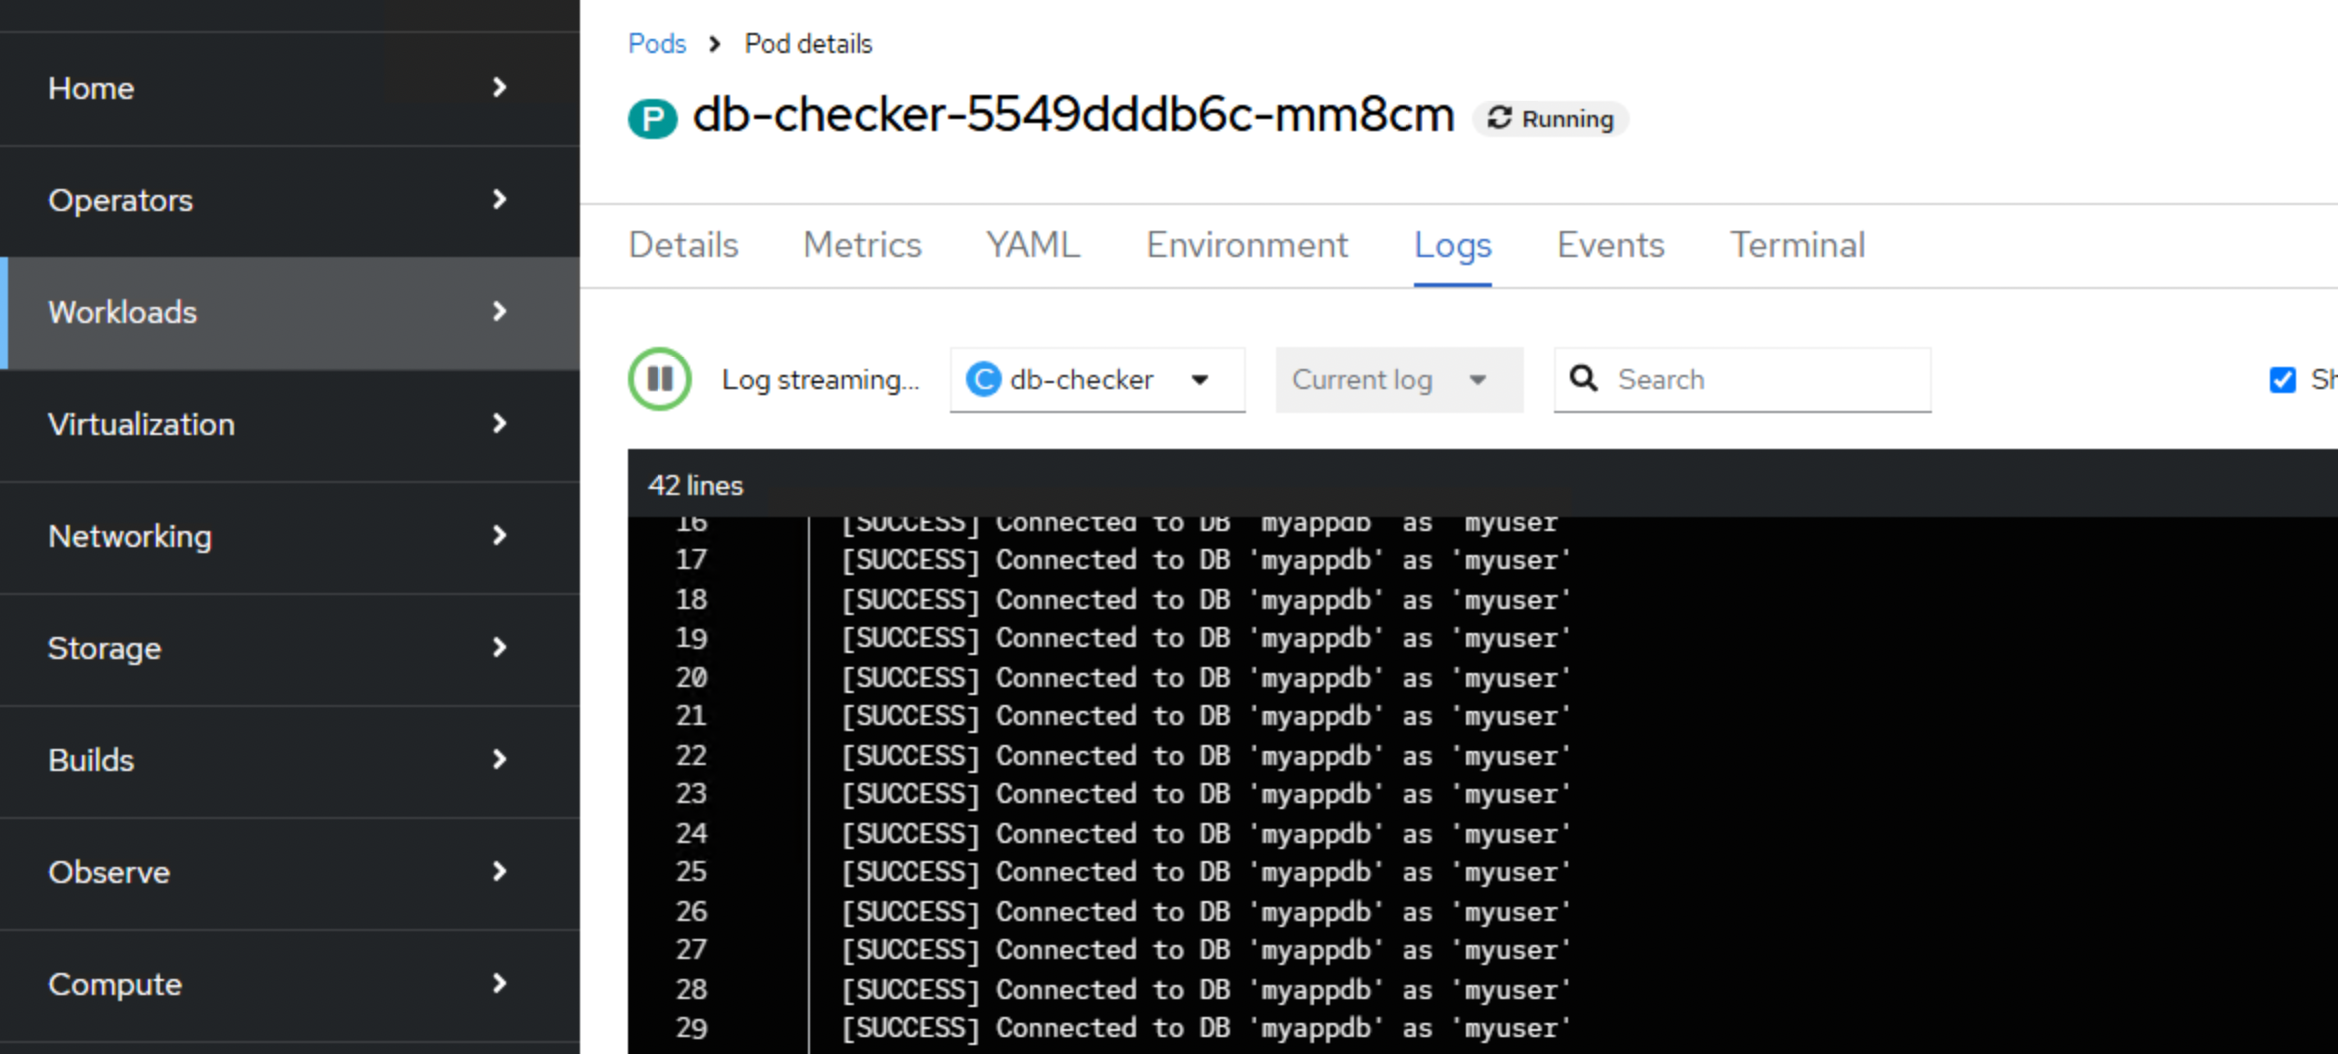 Home
Operators
Workloads
Virtualization
Networking
Storage
Builds
Observe
Compute
Pods > Pod details
P db-checker-5549dddb6c-mm8cm Running
Details Metrics YAML Environment Logs Events Terminal
Log streaming... C db-checker Current log Search
42 lines
16 [SUCCESS] Connected to DB 'myappdb' as 'myuser'
17 [SUCCESS] Connected to DB 'myappdb' as 'myuser'
18 [SUCCESS] Connected to DB 'myappdb' as 'myuser'
19 [SUCCESS] Connected to DB 'myappdb' as 'myuser'
20 [SUCCESS] Connected to DB 'myappdb' as 'myuser'
21 [SUCCESS] Connected to DB 'myappdb' as 'myuser'
22 [SUCCESS] Connected to DB 'myappdb' as 'myuser'
23 [SUCCESS] Connected to DB 'myappdb' as 'myuser'
24 [SUCCESS] Connected to DB 'myappdb' as 'myuser'
25 [SUCCESS] Connected to DB 'myappdb' as 'myuser'
26 [SUCCESS] Connected to DB 'myappdb' as 'myuser'
27 [SUCCESS] Connected to DB 'myappdb' as 'myuser'
28 [SUCCESS] Connected to DB 'myappdb' as 'myuser'
29 [SUCCESS] Connected to DB 'myappdb' as 'myuser'